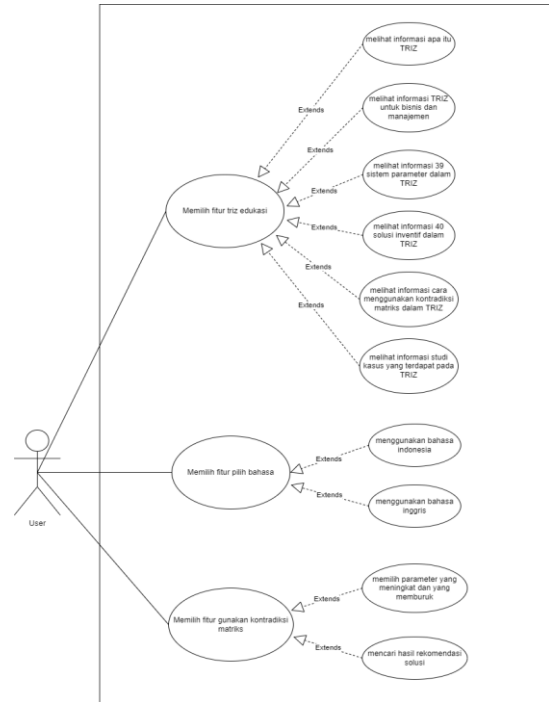 melihat informasi apa itu
TRIZ
Extends
melihat informasi TRIZ
untuk bisnis dan
manajemen
Extends
melihat informasi 39
sistem parameter dalam
TRIZ
Extends
Memilih fitur triz edukasi
melihat informasi 40
solusi inventif dalam
TRIZ
Extends
melihat informasi cara
menggunakan kontradiksi
matriks dalam TRIZ
Extends
melihat informasi studi
kasus yang terdapat pada
TRIZ
Extends
User
Memilih fitur pilih bahasa
menggunakan bahasa
indonesia
Extends
menggunakan bahasa
inggris
Extends
Memilih fitur gunakan kontradiksi
matriks
memilih parameter yang
meningkat dan yang
memburuk
Extends
mencari hasil rekomendasi
solusi
Extends